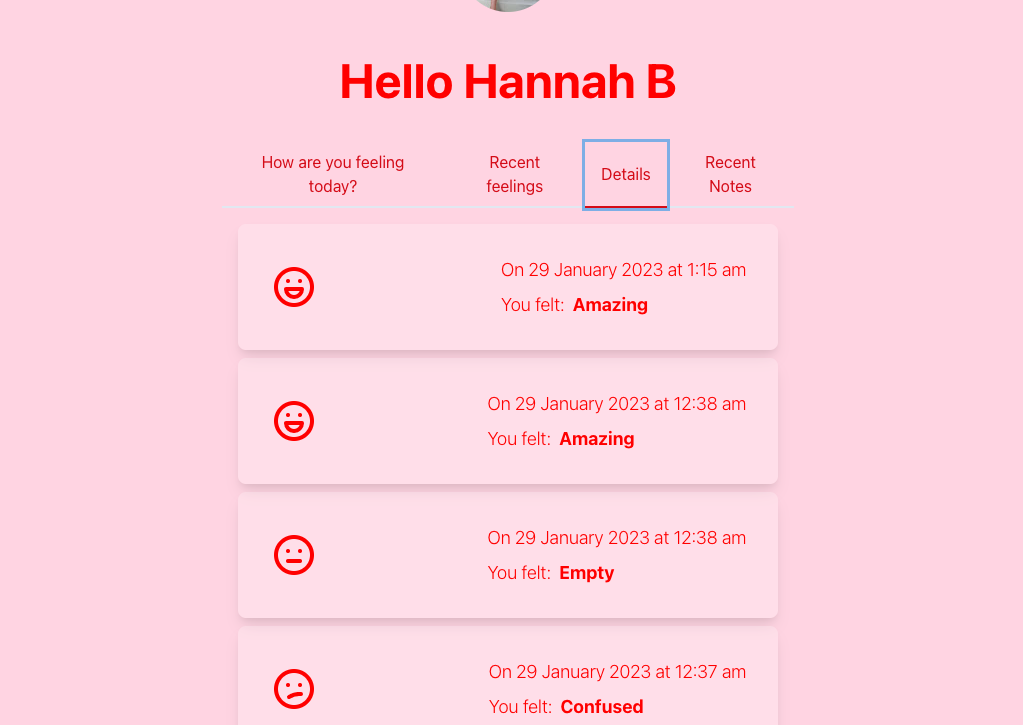 Hello Hannah B
How are you feeling
today?
Recent
feelings
Details
Recent
Notes
On 29 January 2023 at 1:15 am
You felt: Amazing
On 29 January 2023 at 12:38 am
You felt: Amazing
On 29 January 2023 at 12:38 am
You felt: Empty
On 29 January 2023 at 12:37 am
You felt: Confused